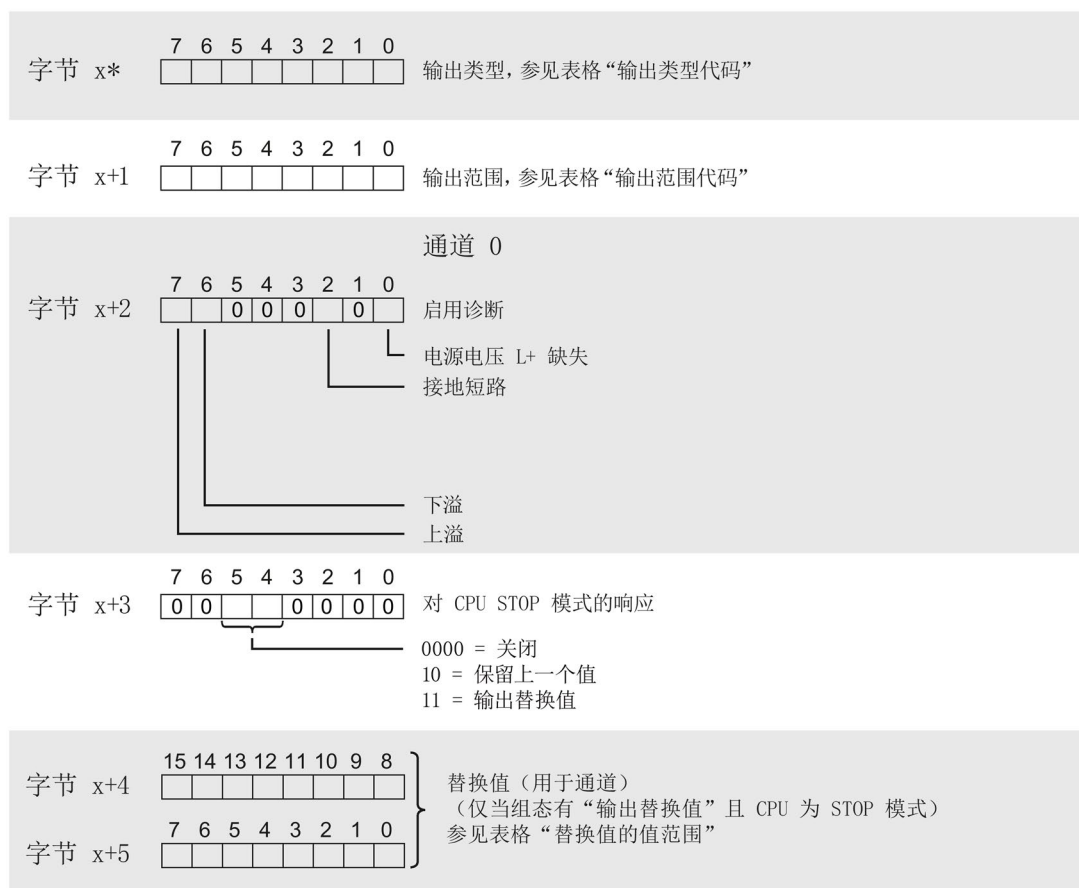 7 6 5 4 3 2 1 0
字节 x* 输出类型,参见表格“输出类型代码”
7 6 5 4 3 2 1 0
字节 x+1 输出范围,参见表格“输出范围代码”
通道 0
7 6 5 4 3 2 1 0
字节 x+2 0 0 0 0 启用诊断
电源电压 L+ 缺失
接地短路
下溢
上溢
7 6 5 4 3 2 1 0
字节 x+3 0 0 0 0 0 0 对 CPU STOP 模式的响应
0000 = 关闭
10 = 保留上一个值
11 = 输出替换值
15 14 13 12 11 10 9 8
字节 x+4
替换值(用于通道)
(仅当组态有“输出替换值”且 CPU 为 STOP 模式)
参见表格“替换值的值范围”
7 6 5 4 3 2 1 0
字节 x+5